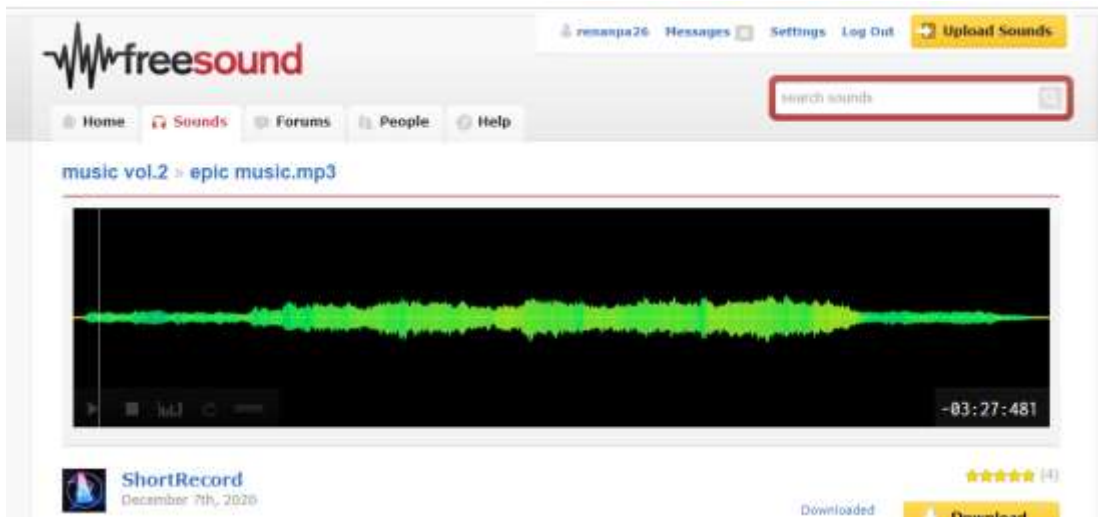 renanpa26 Messages Settings Log Out Upload Sounds
freesound
search sounds
Home Sounds Forums People Help
music vol.2 » epic music.mp3
-03:27:481
ShortRecord
(4)
December 7th, 2020
Downloaded
Download